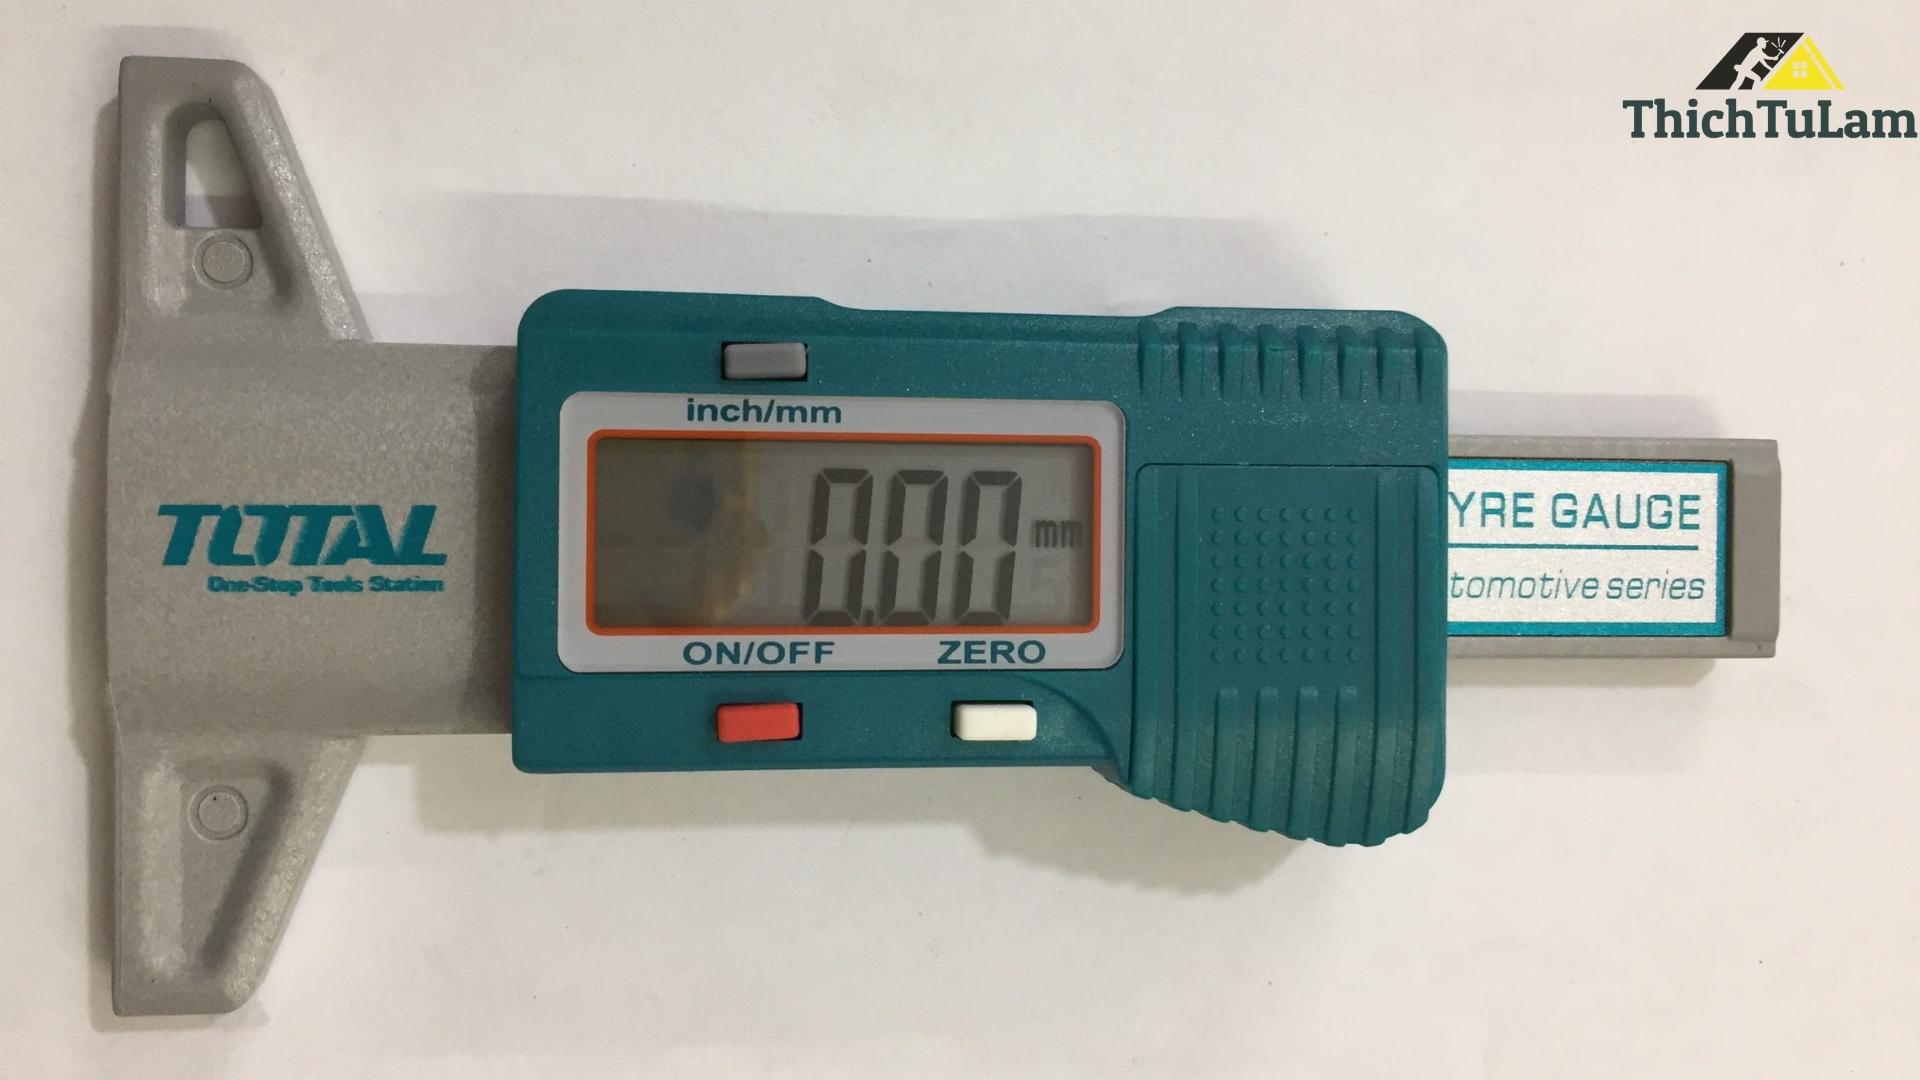 ThichTuLam
inch/mm
0.00 mm
ON/OFF ZERO
TOTAL
One-Stop Tools Station
YRE GAUGE
tomotive series